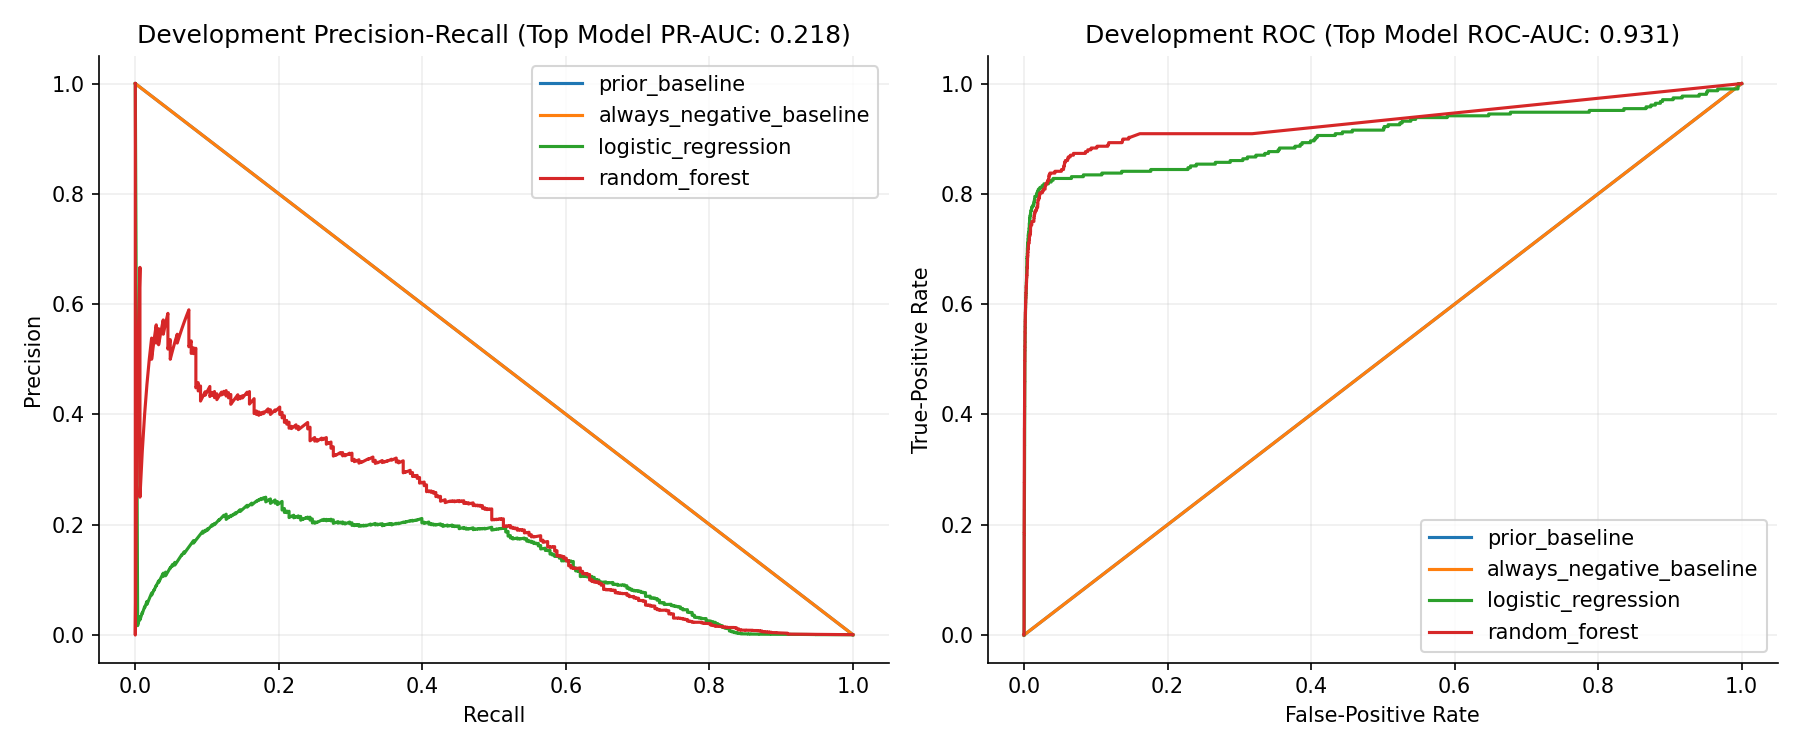 Development Precision-Recall (Top Model PR-AUC: 0.218)
1.0
0.8
0.6
0.4
0.2
0.0
Precision
prior_baseline
always_negative_baseline
logistic_regression
random_forest
0.0 0.2 0.4 0.6 0.8 1.0
Recall
Development ROC (Top Model ROC-AUC: 0.931)
1.0
0.8
0.6
0.4
0.2
0.0
True-Positive Rate
prior_baseline
always_negative_baseline
logistic_regression
random_forest
0.0 0.2 0.4 0.6 0.8 1.0
False-Positive Rate